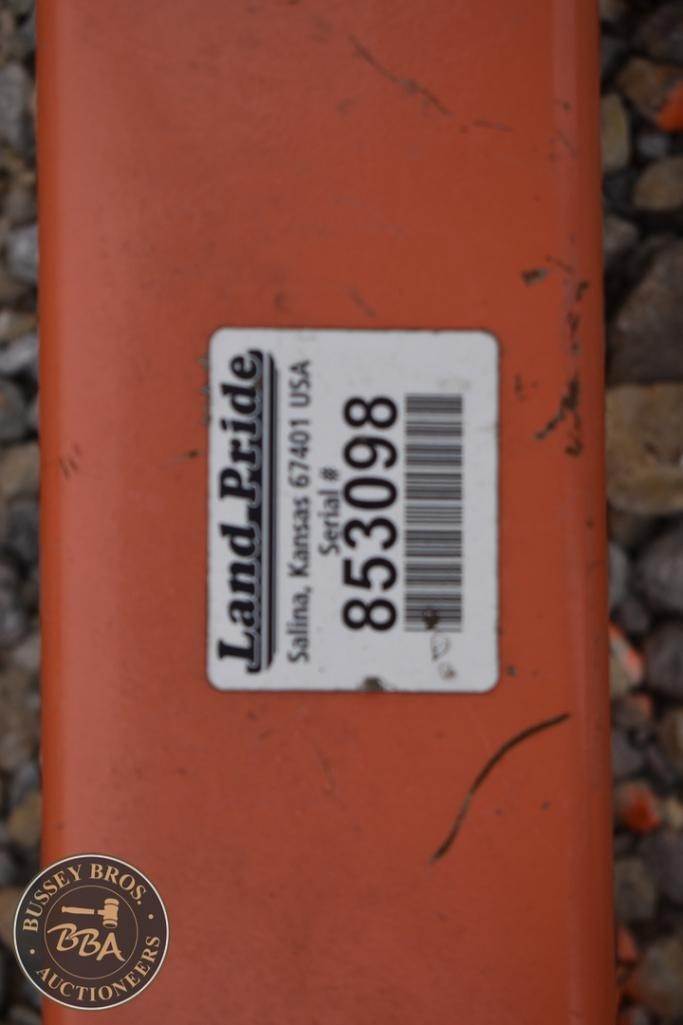 Land Pride
Salina, Kansas 67401 USA
Serial #
853098
BUSSEY BROS.
BBA
AUCTIONEERS